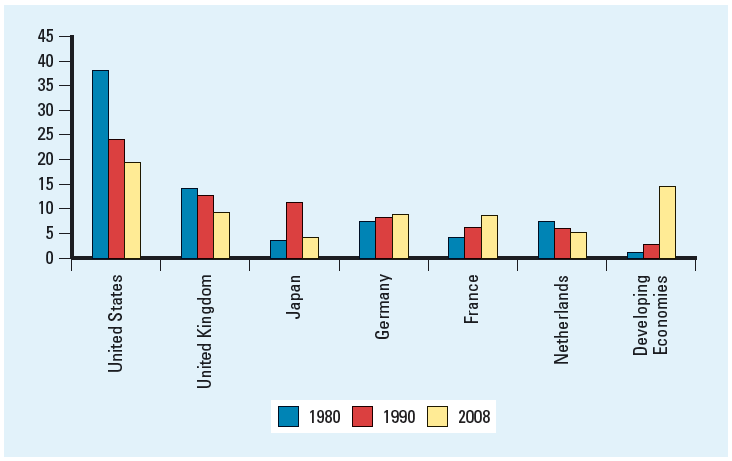 45
40
35
30
25
20
15
10
5
0
United States
United Kingdom
Japan
Germany
France
Netherlands
Developing
Economies
1980 1990 2008